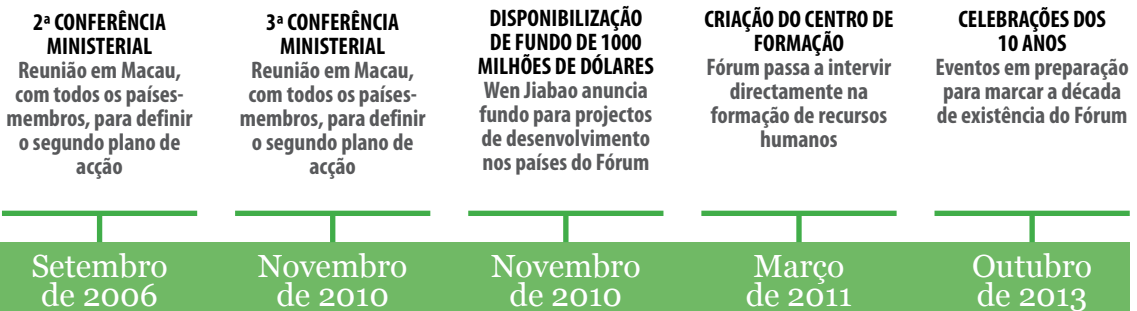 2ª CONFERÊNCIA
MINISTERIAL
Reunião em Macau,
com todos os países-
membros, para definir
o segundo plano de
acção
Setembro
de 2006
3ª CONFERÊNCIA
MINISTERIAL
Reunião em Macau,
com todos os países-
membros, para definir
o segundo plano de
acção
Novembro
de 2010
DISPONIBILIZAÇÃO
DE FUNDO DE 1000
MILHÕES DE DÓLARES
Wen Jiabao anuncia
fundo para projectos
de desenvolvimento
nos países do Fórum
Novembro
de 2010
CRIAÇÃO DO CENTRO DE
FORMAÇÃO
Fórum passa a intervir
directamente na
formação de recursos
humanos
Março
de 2011
CELEBRAÇÕES DOS
10 ANOS
Eventos em preparação
para marcar a década
de existência do Fórum
Outubro
de 2013